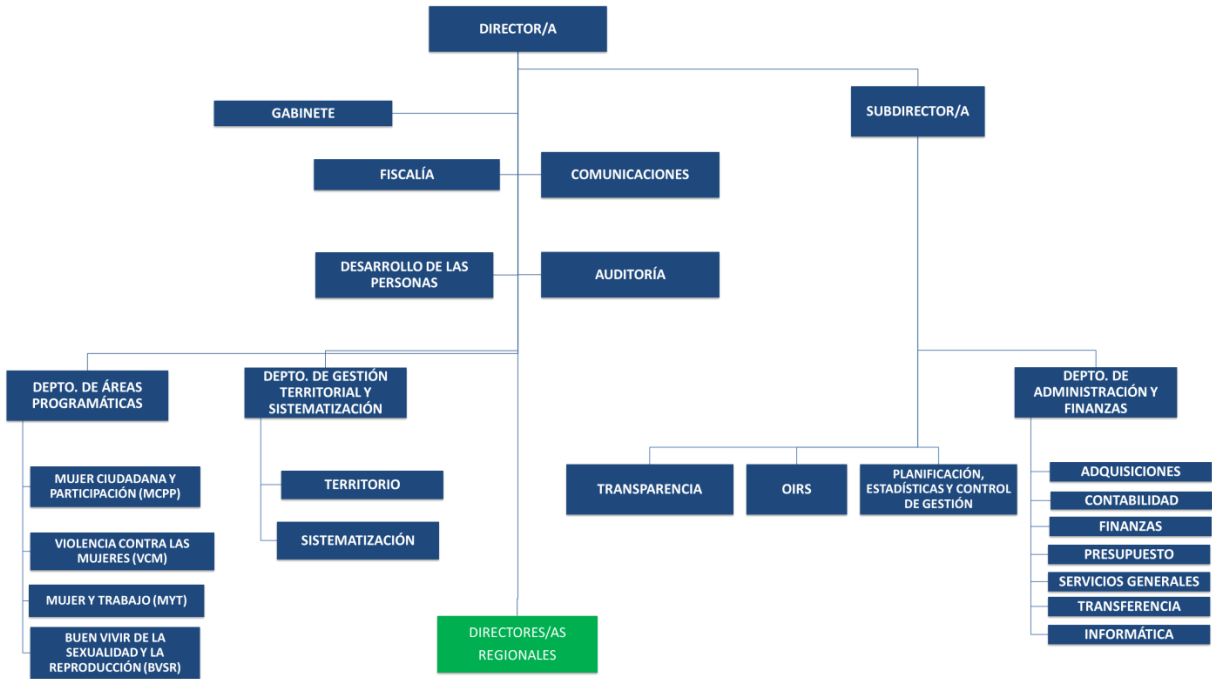 DIRECTOR/A
GABINETE
SUBDIRECTOR/A
FISCALÍA
COMUNICACIONES
DESARROLLO DE LAS
PERSONAS
AUDITORÍA
DEPTO. DE ÁREAS
PROGRAMÁTICAS
MUJER CIUDADANA Y
PARTICIPACIÓN (MCPP)
VIOLENCIA CONTRA LAS
MUJERES (VCM)
MUJER Y TRABAJO (MYT)
BUEN VIVIR DE LA
SEXUALIDAD Y LA
REPRODUCCIÓN (BVSR)
DEPTO. DE GESTIÓN
TERRITORIAL Y
SISTEMATIZACIÓN
TERRITORIO
SISTEMATIZACIÓN
DIRECTORES/AS
REGIONALES
TRANSPARENCIA
OIRS
PLANIFICACIÓN,
ESTADÍSTICAS Y CONTROL
DE GESTIÓN
DEPTO. DE
ADMINISTRACIÓN Y
FINANZAS
ADQUISICIONES
CONTABILIDAD
FINANZAS
PRESUPUESTO
SERVICIOS GENERALES
TRANSFERENCIA
INFORMÁTICA